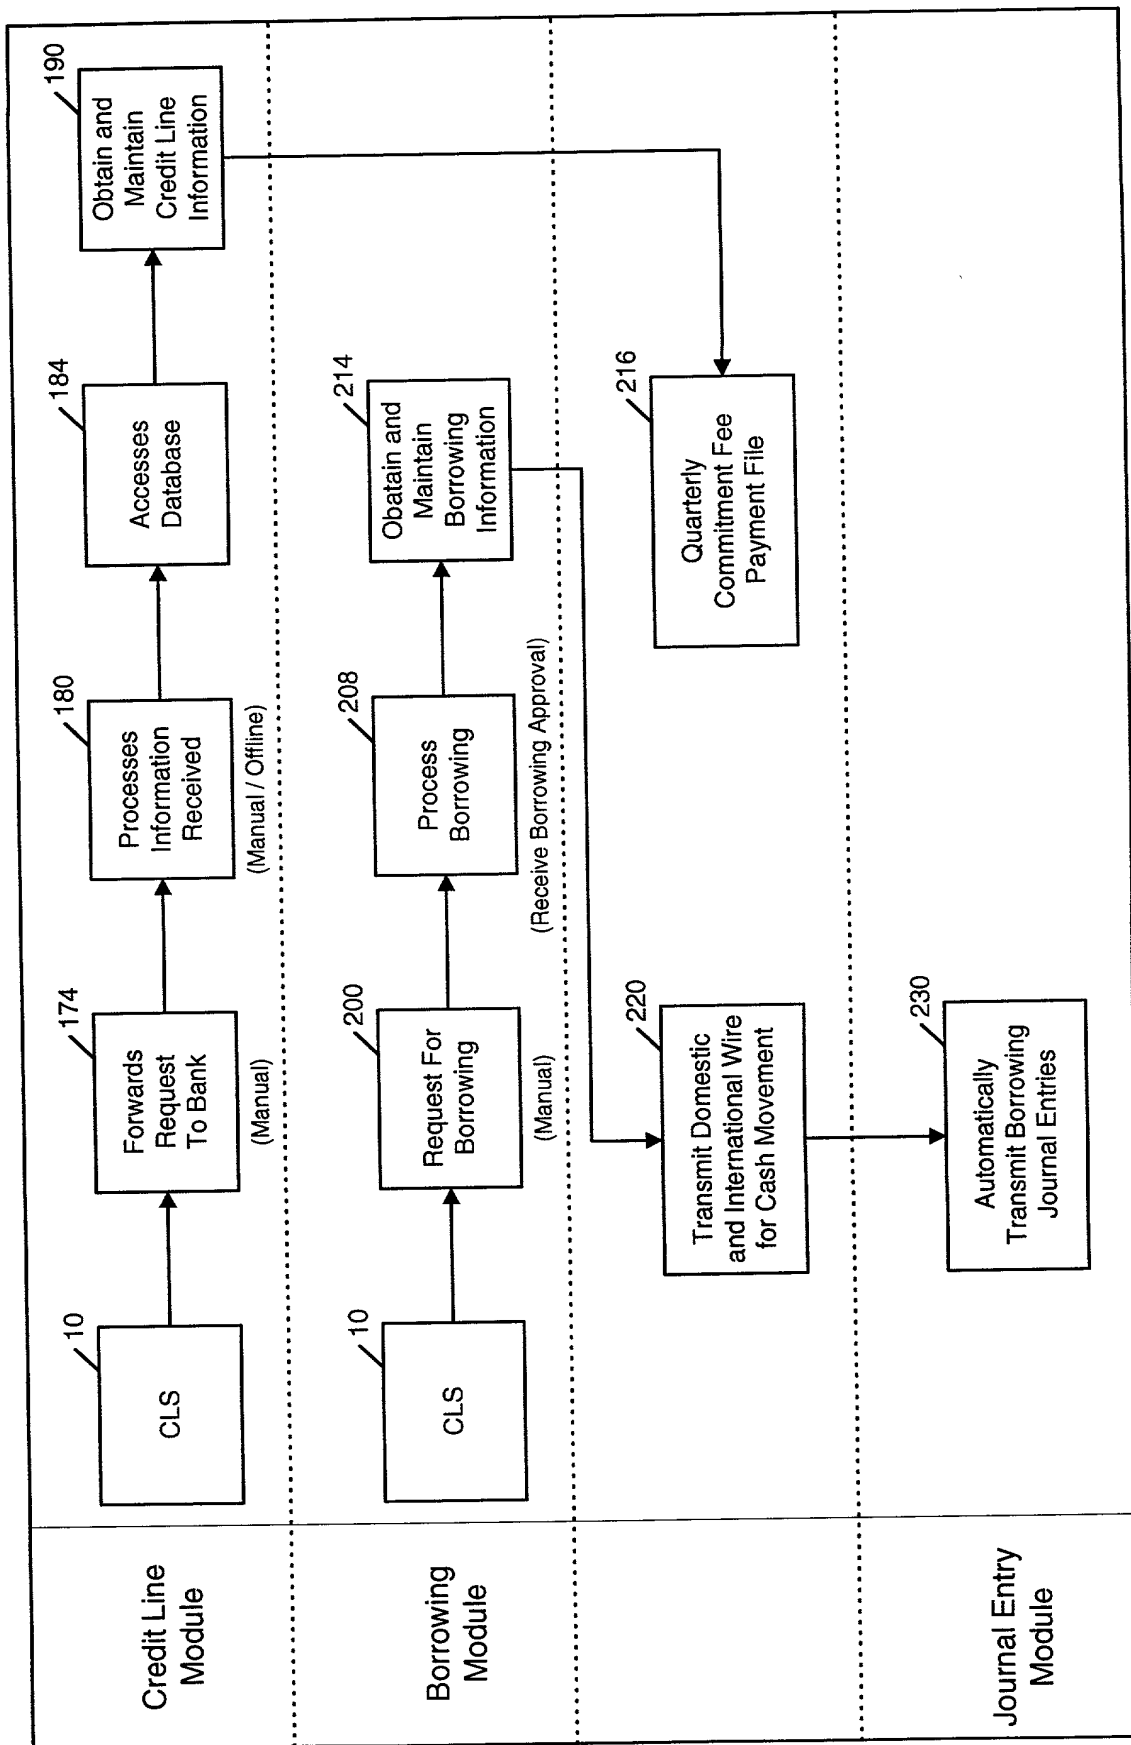 Credit Line
Module
10
CLS
174
Forwards
Request
To Bank
(Manual)
180
Processes
Information
Received
(Manual / Offline)
184
Accesses
Database
190
Obtain and
Maintain
Credit Line
Information
Borrowing
Module
10
CLS
200
Request For
Borrowing
(Manual)
208
Process
Borrowing
(Receive Borrowing Approval)
214
Obatain and
Maintain
Borrowing
Information
220
Transmit Domestic
and International Wire
for Cash Movement
216
Quarterly
Commitment Fee
Payment File
Journal Entry
Module
230
Automatically
Transmit Borrowing
Journal Entries